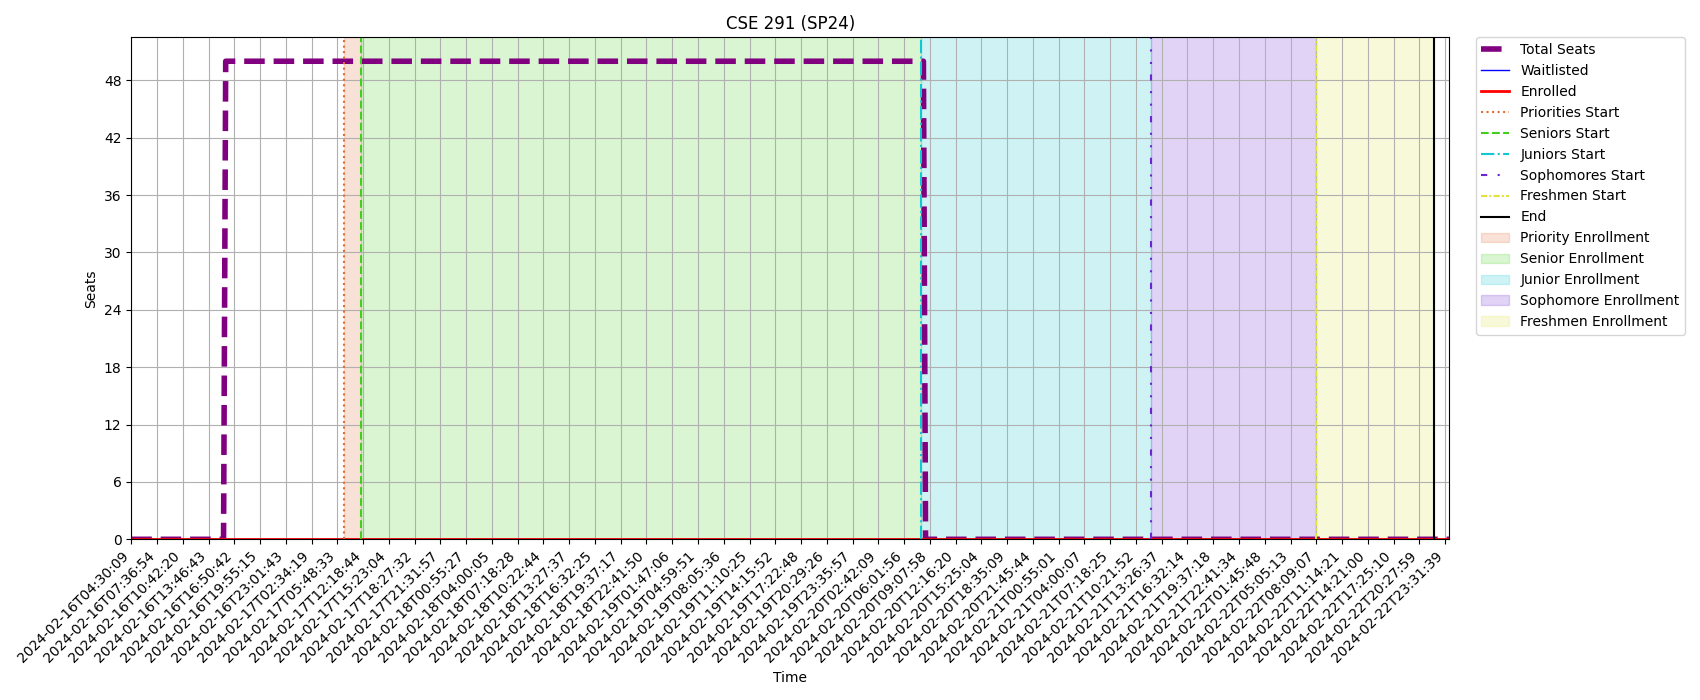 CSE 291 (SP24)
Seats
48
42
36
30
24
18
12
6
0
2024-02-16T04:30:09
2024-02-16T07:36:54
2024-02-16T10:42:20
2024-02-16T13:46:43
2024-02-16T16:50:42
2024-02-16T19:55:15
2024-02-16T23:01:43
2024-02-17T02:34:19
2024-02-17T05:48:33
2024-02-17T12:18:44
2024-02-17T15:23:04
2024-02-17T18:27:32
2024-02-17T21:31:57
2024-02-18T00:55:27
2024-02-18T04:00:05
2024-02-18T07:18:28
2024-02-18T10:22:44
2024-02-18T13:27:37
2024-02-18T16:32:25
2024-02-18T19:37:17
2024-02-18T22:41:50
2024-02-19T01:47:06
2024-02-19T04:59:51
2024-02-19T08:05:36
2024-02-19T11:10:25
2024-02-19T14:15:52
2024-02-19T17:22:48
2024-02-19T20:29:26
2024-02-19T23:35:57
2024-02-20T02:42:09
2024-02-20T06:01:56
2024-02-20T09:07:58
2024-02-20T12:16:20
2024-02-20T15:25:04
2024-02-20T18:35:09
2024-02-20T21:45:44
2024-02-21T00:55:01
2024-02-21T04:00:07
2024-02-21T07:18:25
2024-02-21T10:21:52
2024-02-21T13:26:37
2024-02-21T16:32:14
2024-02-21T19:37:18
2024-02-21T22:41:34
2024-02-22T01:45:48
2024-02-22T05:05:13
2024-02-22T08:09:07
2024-02-22T11:14:21
2024-02-22T14:21:00
2024-02-22T17:25:10
2024-02-22T20:27:59
2024-02-22T23:31:39
Time
Total Seats
Waitlisted
Enrolled
Priorities Start
Seniors Start
Juniors Start
Sophomores Start
Freshmen Start
End
Priority Enrollment
Senior Enrollment
Junior Enrollment
Sophomore Enrollment
Freshmen Enrollment